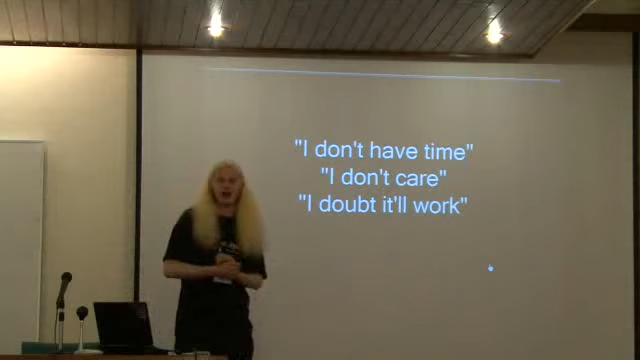 "I don't have time"
"I don't care"
"I doubt it'll work"